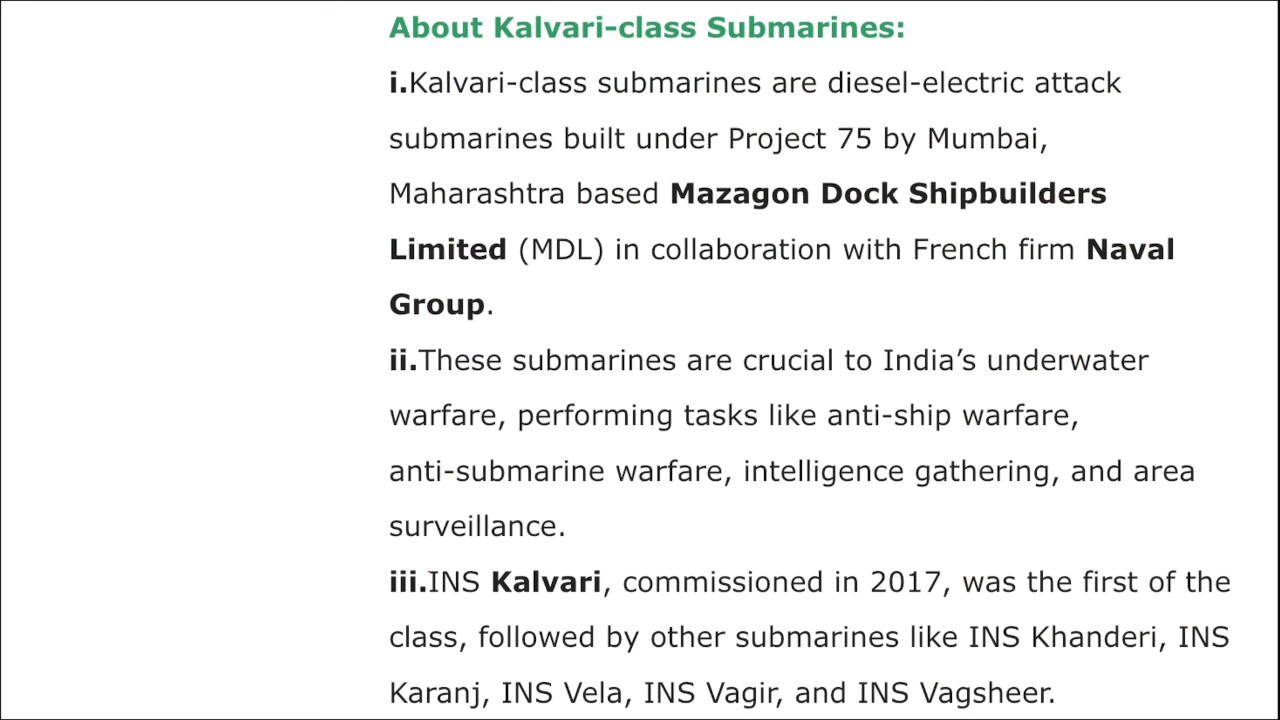 About Kalvari-class Submarines:
i.Kalvari-class submarines are diesel-electric attack
submarines built under Project 75 by Mumbai,
Maharashtra based Mazagon Dock Shipbuilders
Limited (MDL) in collaboration with French firm Naval
Group.
ii.These submarines are crucial to India’s underwater
warfare, performing tasks like anti-ship warfare,
anti-submarine warfare, intelligence gathering, and area
surveillance.
iii.INS Kalvari, commissioned in 2017, was the first of the
class, followed by other submarines like INS Khanderi, INS
Karanj, INS Vela, INS Vagir, and INS Vagsheer.